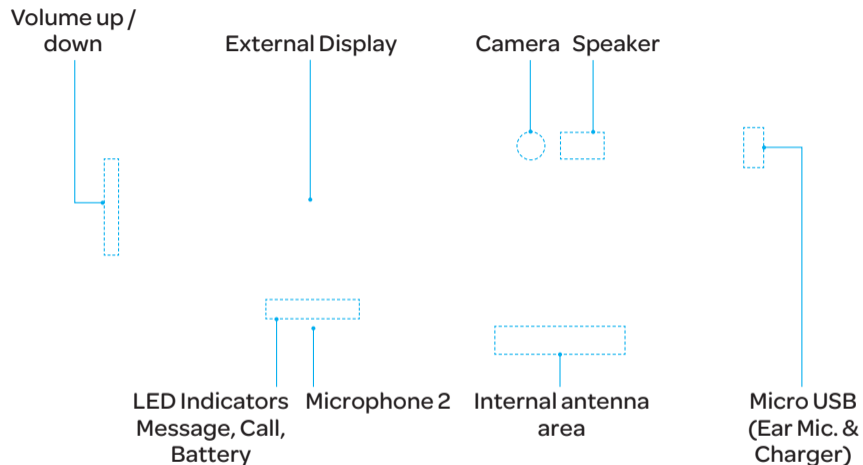 Volume up /
down
External Display
Camera
Speaker
LED Indicators
Message, Call,
Battery
Microphone 2
Internal antenna
area
Micro USB
(Ear Mic. &
Charger)